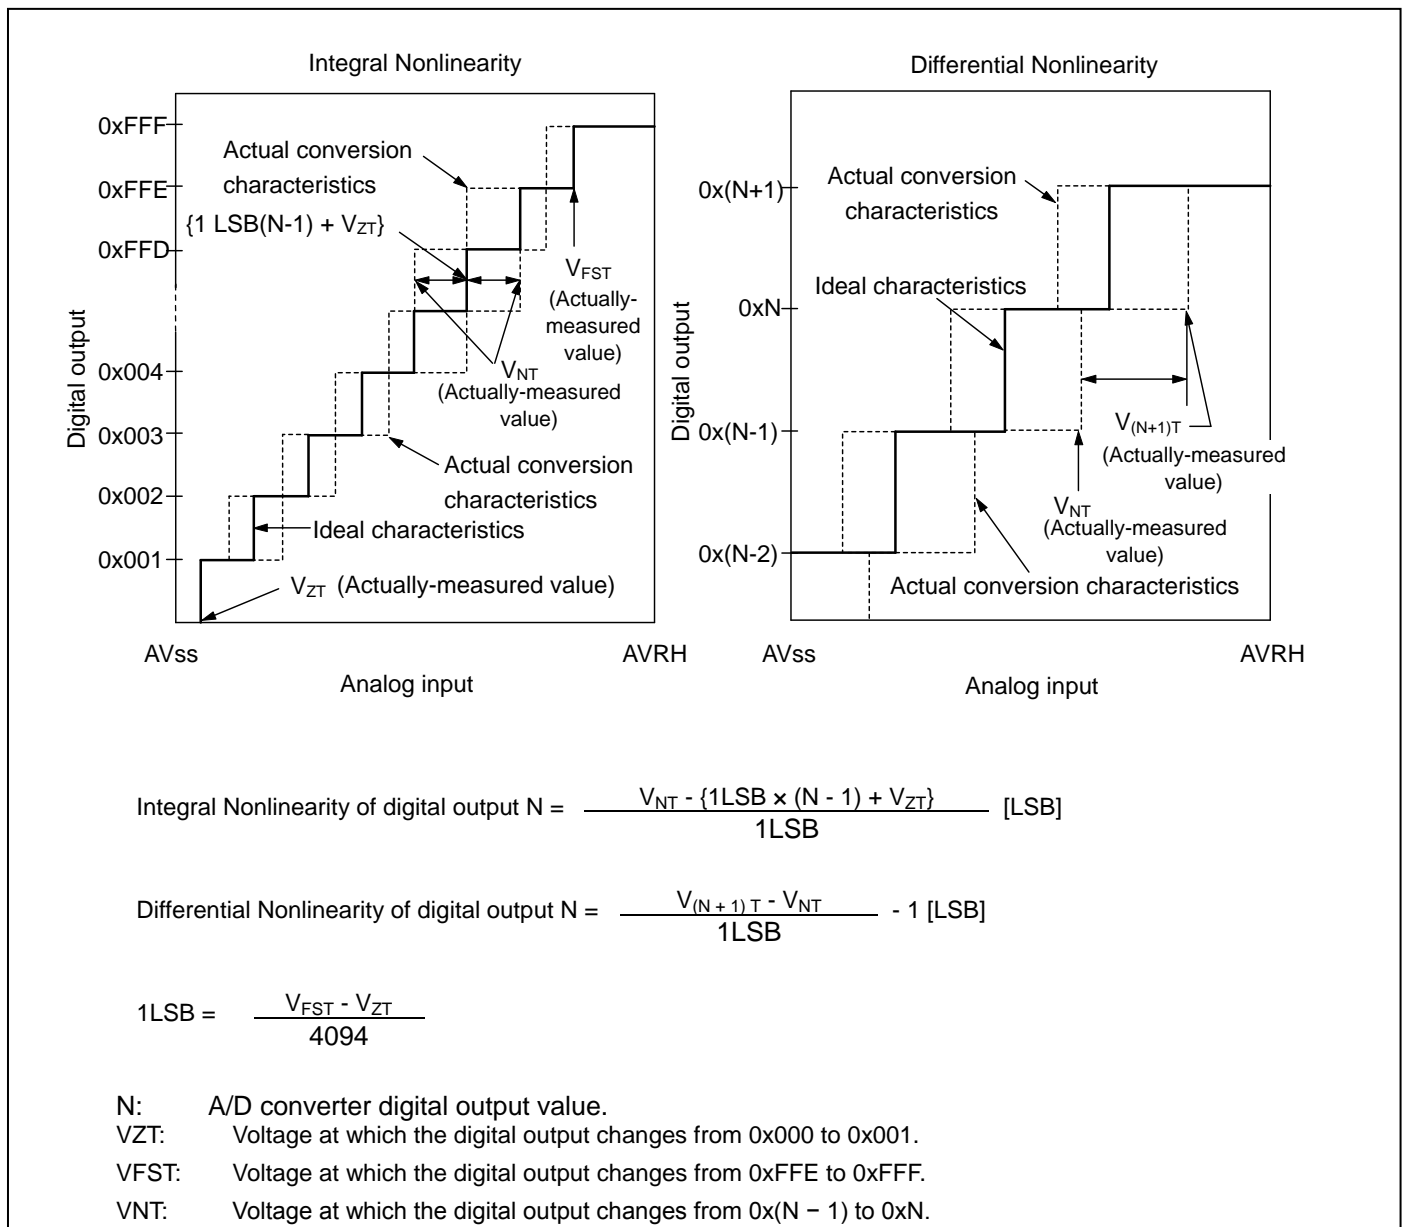 Integral Nonlinearity
Digital output
0xFFF
0xFFE
0xFFD
0x004
0x003
0x002
0x001
Actual conversion
characteristics
{1 LSB(N-1) + VZT}
VFST
(Actually-
measured
value)
VNT
(Actually-measured
value)
Actual conversion
characteristics
Ideal characteristics
VZT (Actually-measured value)
AVss
AVRH
Analog input
Differential Nonlinearity
Digital output
0x(N+1)
0xN
0x(N-1)
0x(N-2)
Actual conversion
characteristics
Ideal characteristics
V(N+1)T
(Actually-measured
value)
VNT
(Actually-measured
value)
Actual conversion characteristics
AVss
AVRH
Analog input
Integral Nonlinearity of digital output N = VNT - {1LSB × (N - 1) + VZT} / 1LSB [LSB]
Differential Nonlinearity of digital output N = V(N + 1) T - VNT / 1LSB - 1 [LSB]
1LSB = VFST - VZT / 4094
N: A/D converter digital output value.
VZT: Voltage at which the digital output changes from 0x000 to 0x001.
VFST: Voltage at which the digital output changes from 0xFFE to 0xFFF.
VNT: Voltage at which the digital output changes from 0x(N − 1) to 0xN.